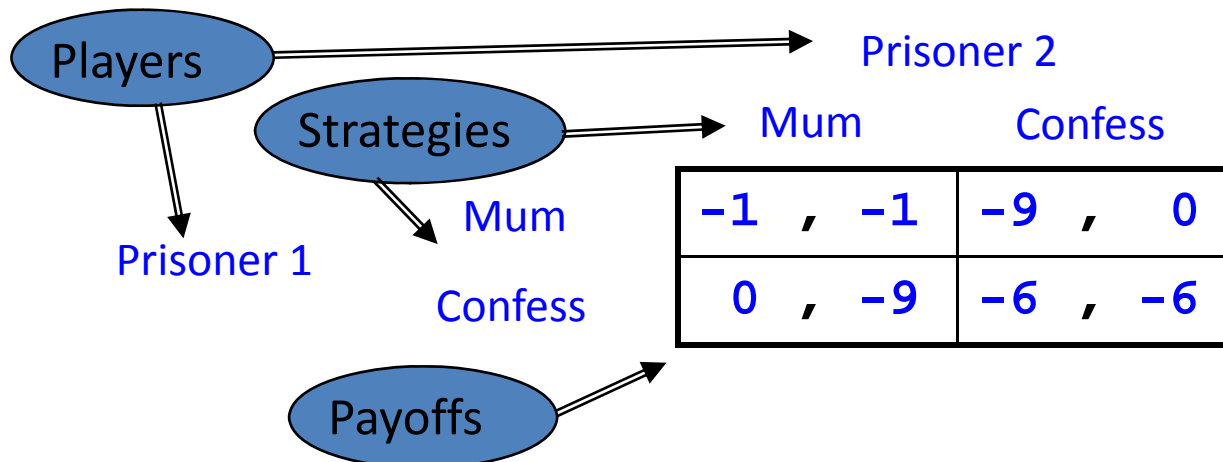 Players
Prisoner 2
Strategies
Mum Confess
Mum
-1 , -1 -9 , 0
Prisoner 1
Confess
0 , -9 -6 , -6
Payoffs